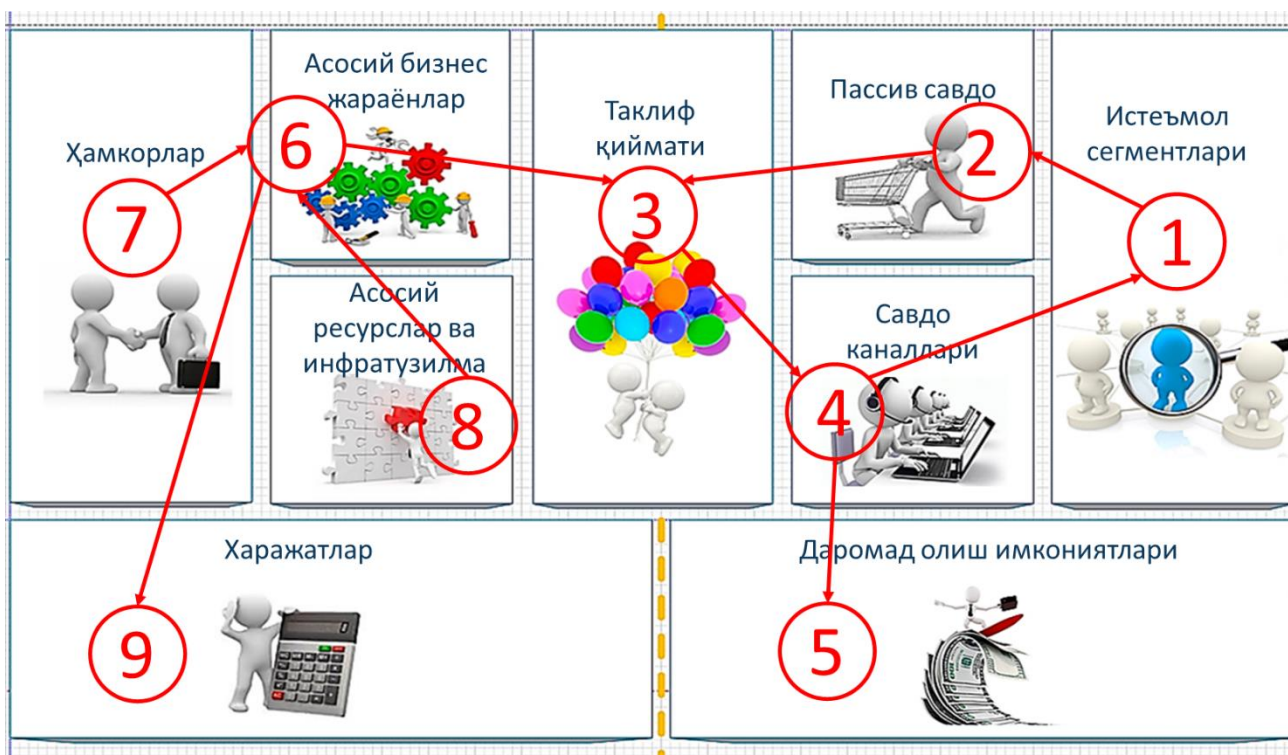 Ҳамкорлар
7
Асосий бизнес
жараёнлар
6
Асосий
ресурслар ва
инфратузилма
8
Таклиф
қиймати
3
Пассив савдо
2
Савдо
каналлари
4
Истеъмол
сегментлари
1
Харажатлар
9
Даромад олиш имкониятлари
5